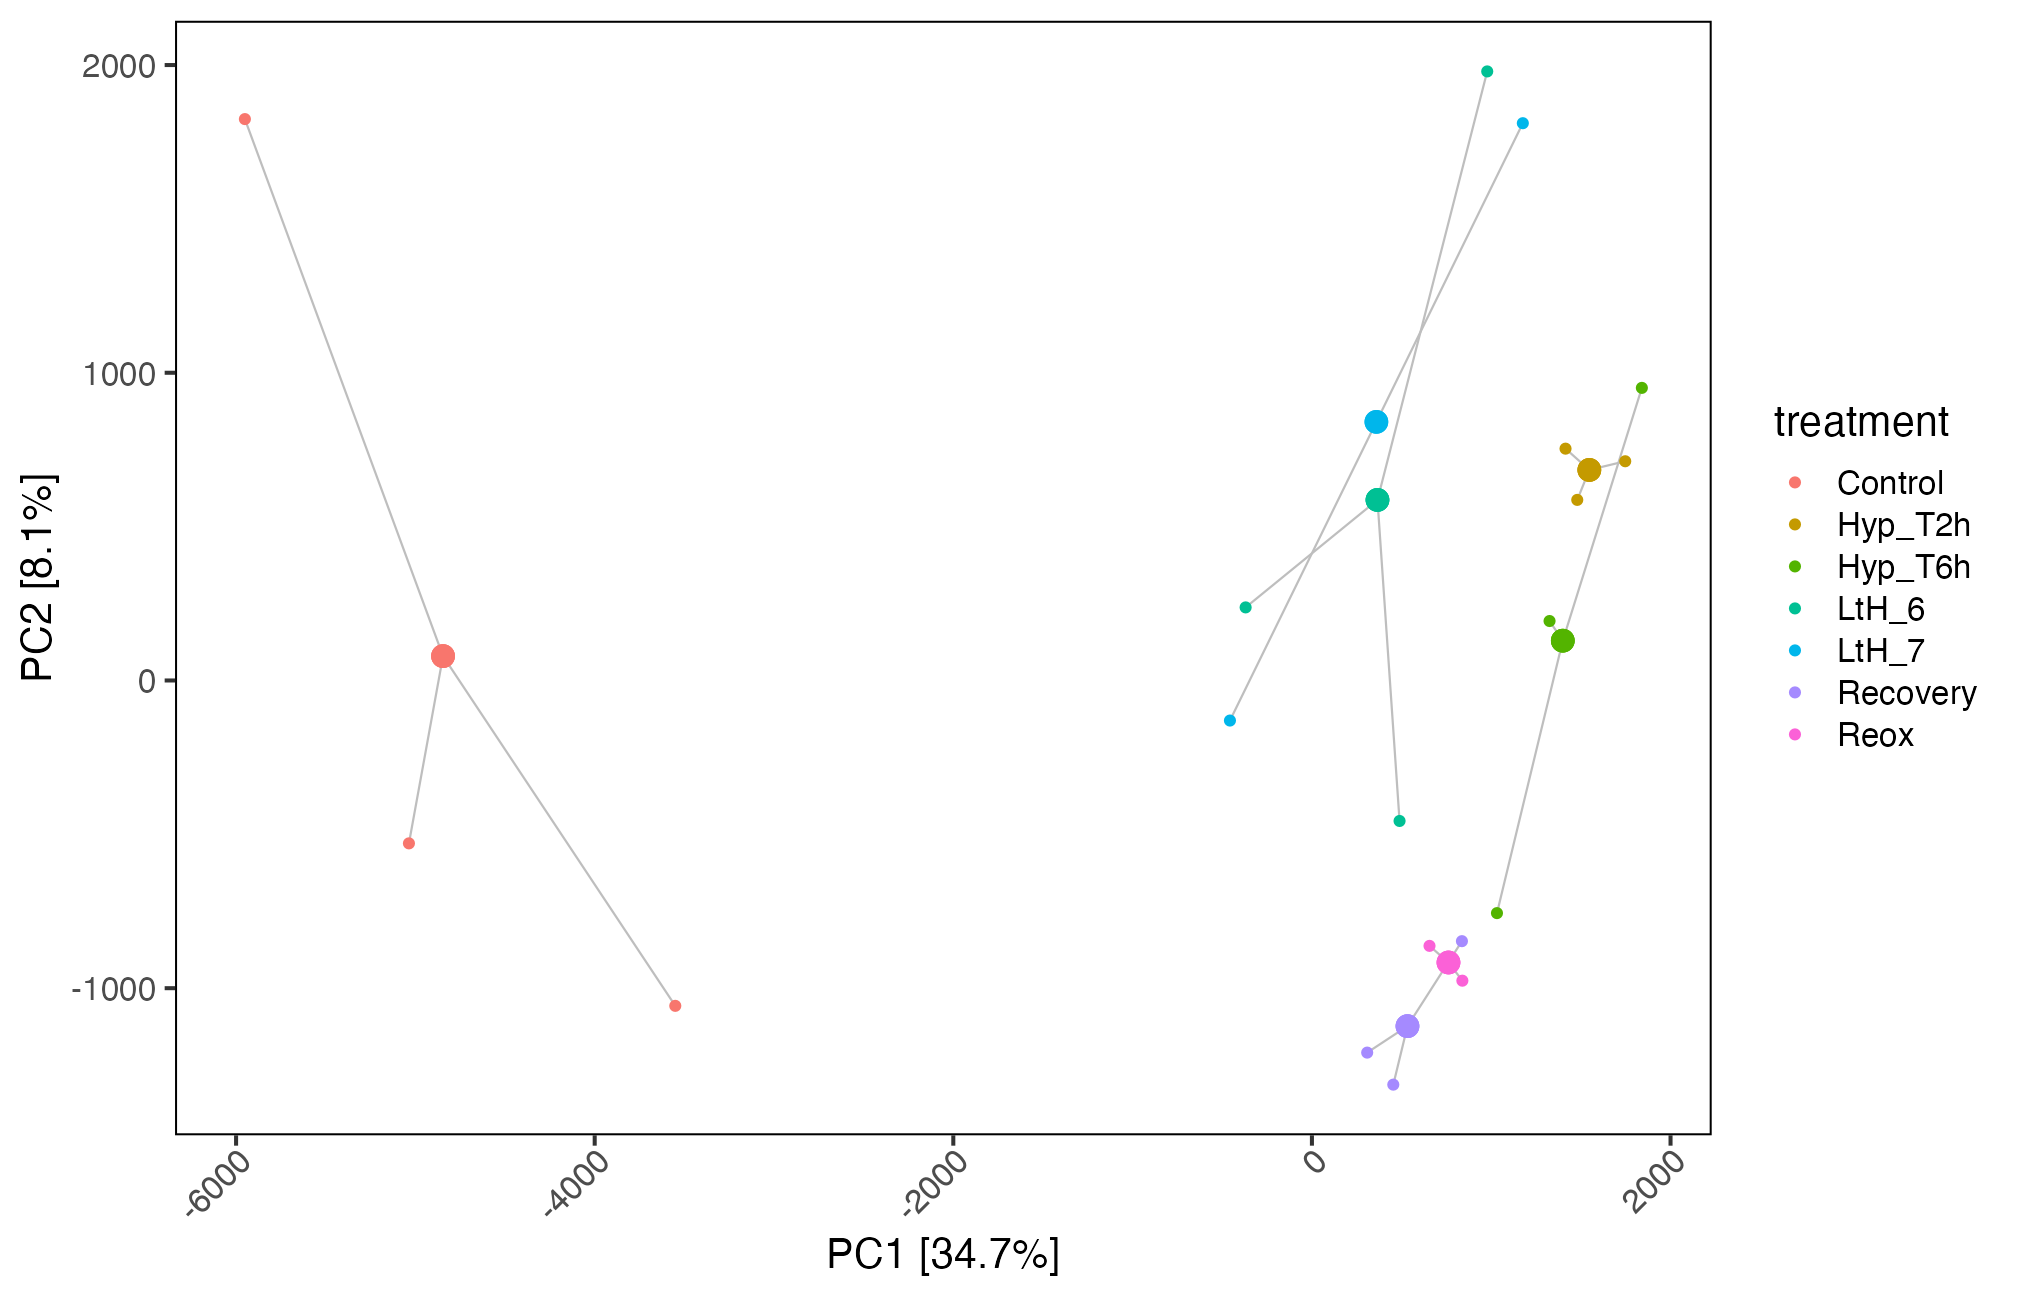 2000
1000
0
-1000
PC2 [8.1%]
-6000
-4000
-2000
0
2000
PC1 [34.7%]
treatment
Control
Hyp_T2h
Hyp_T6h
LtH_6
LtH_7
Recovery
Reox